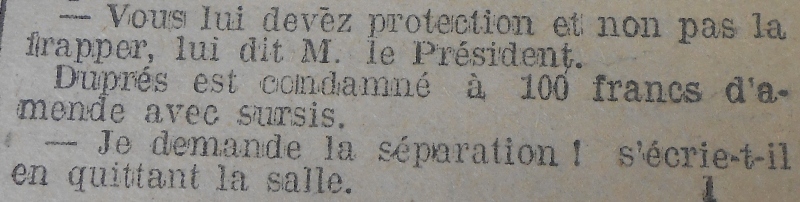 — Vous lui devez protection et non pas la
frapper, lui dit M. le Président.
Duprés est condamné à 100 francs d'a-
mende avec sursis.
— Je demande la séparation ! s'écrie-t-il
en quittant la salle.